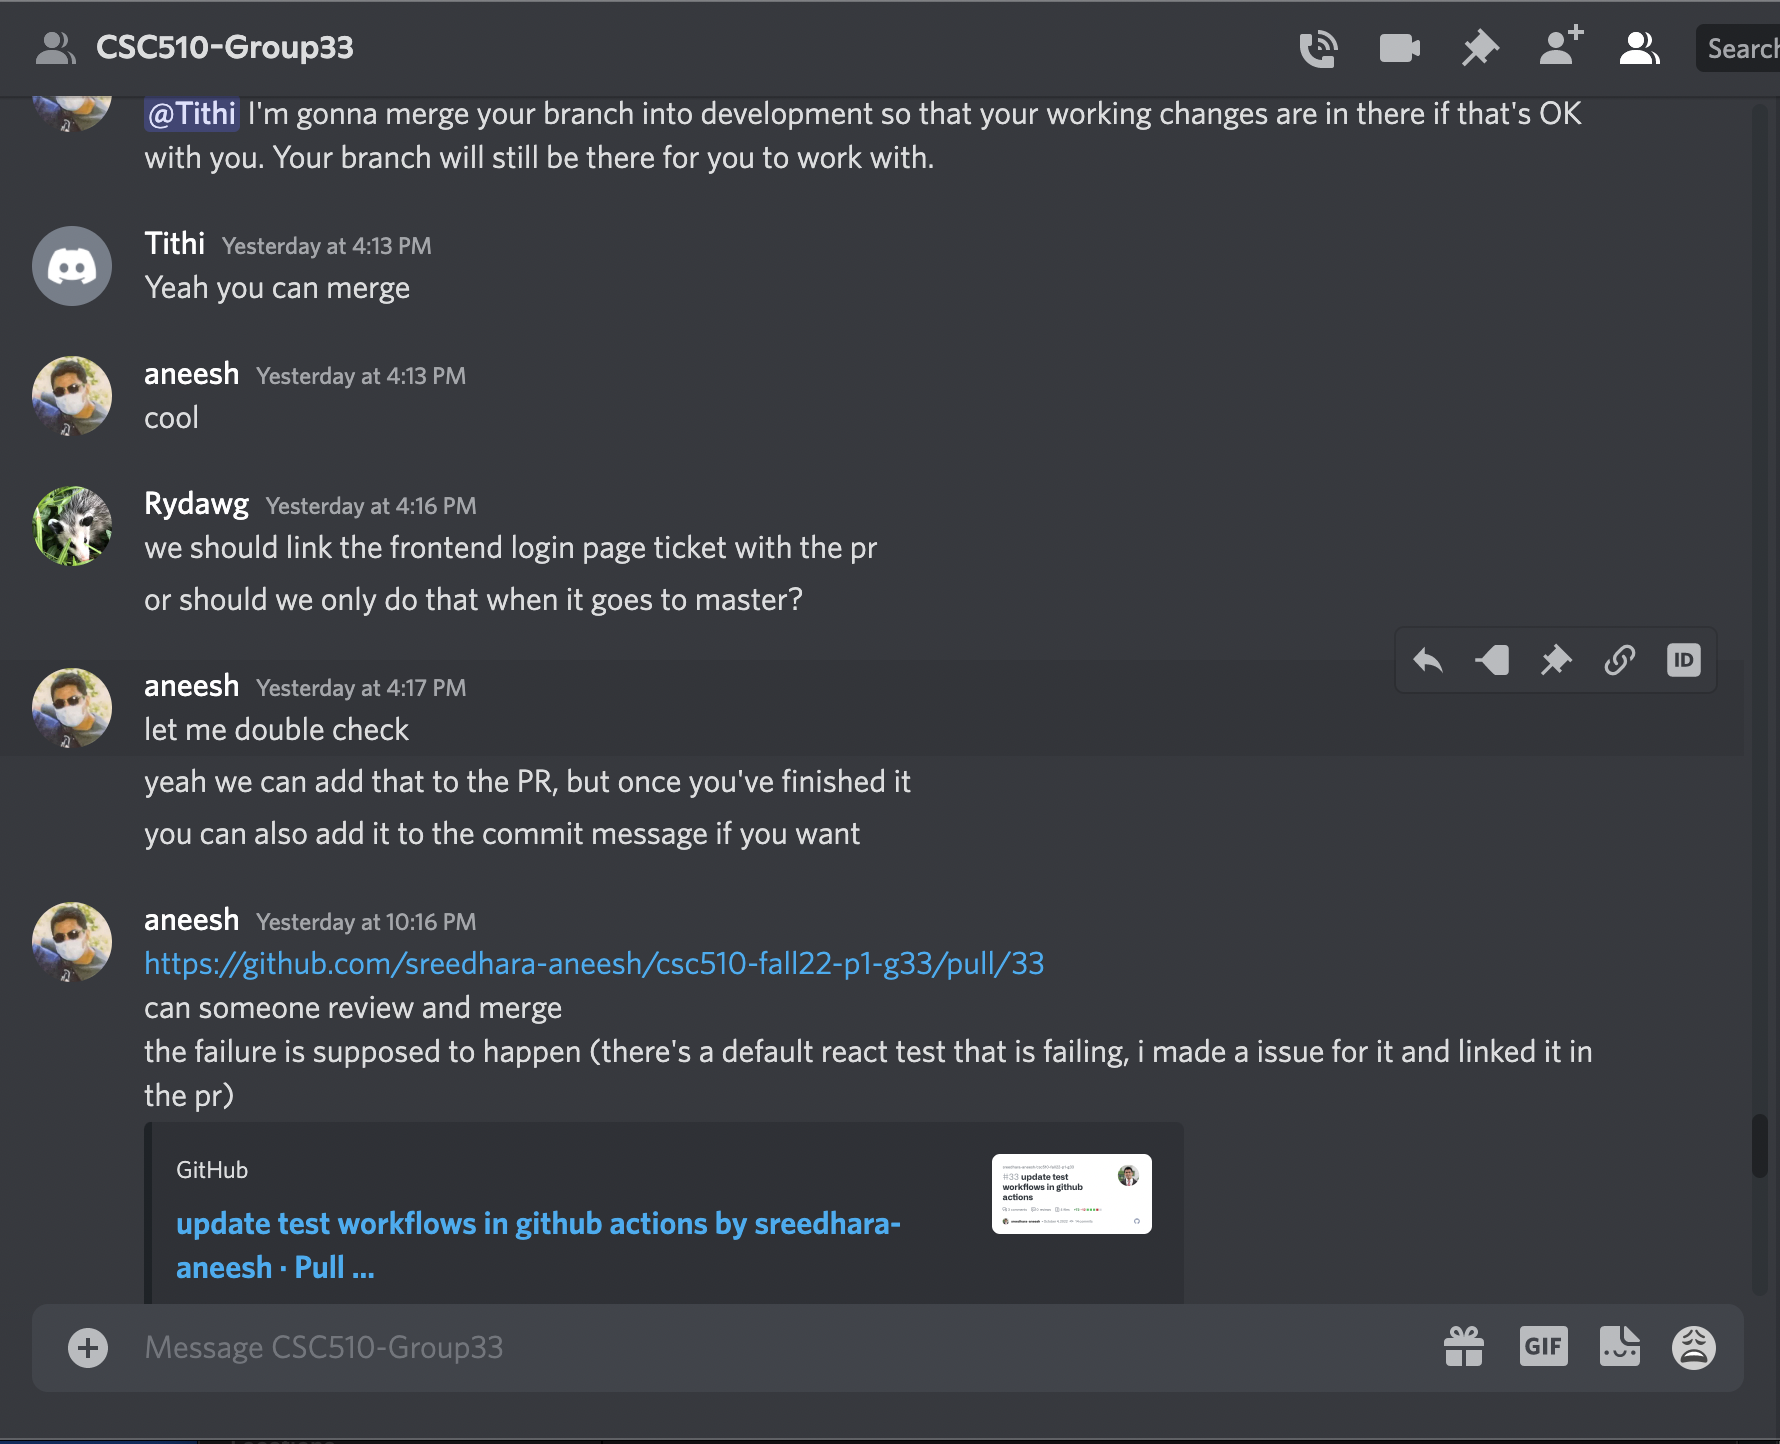 CSC510-Group33
Search
@Tithi I'm gonna merge your branch into development so that your working changes are in there if that's OK
with you. Your branch will still be there for you to work with.
Tithi Yesterday at 4:13 PM
Yeah you can merge
aneesh Yesterday at 4:13 PM
cool
Rydawg Yesterday at 4:16 PM
we should link the frontend login page ticket with the pr
or should we only do that when it goes to master?
ID
aneesh Yesterday at 4:17 PM
let me double check
yeah we can add that to the PR, but once you've finished it
you can also add it to the commit message if you want
aneesh Yesterday at 10:16 PM
https://github.com/sreedhara-aneesh/csc510-fall22-p1-g33/pull/33
can someone review and merge
the failure is supposed to happen (there's a default react test that is failing, i made a issue for it and linked it in
the pr)
GitHub
update test workflows in github actions by sreedhara-
aneesh · Pull ...
#33 update test
workflows in github
actions
Message CSC510-Group33
GIF